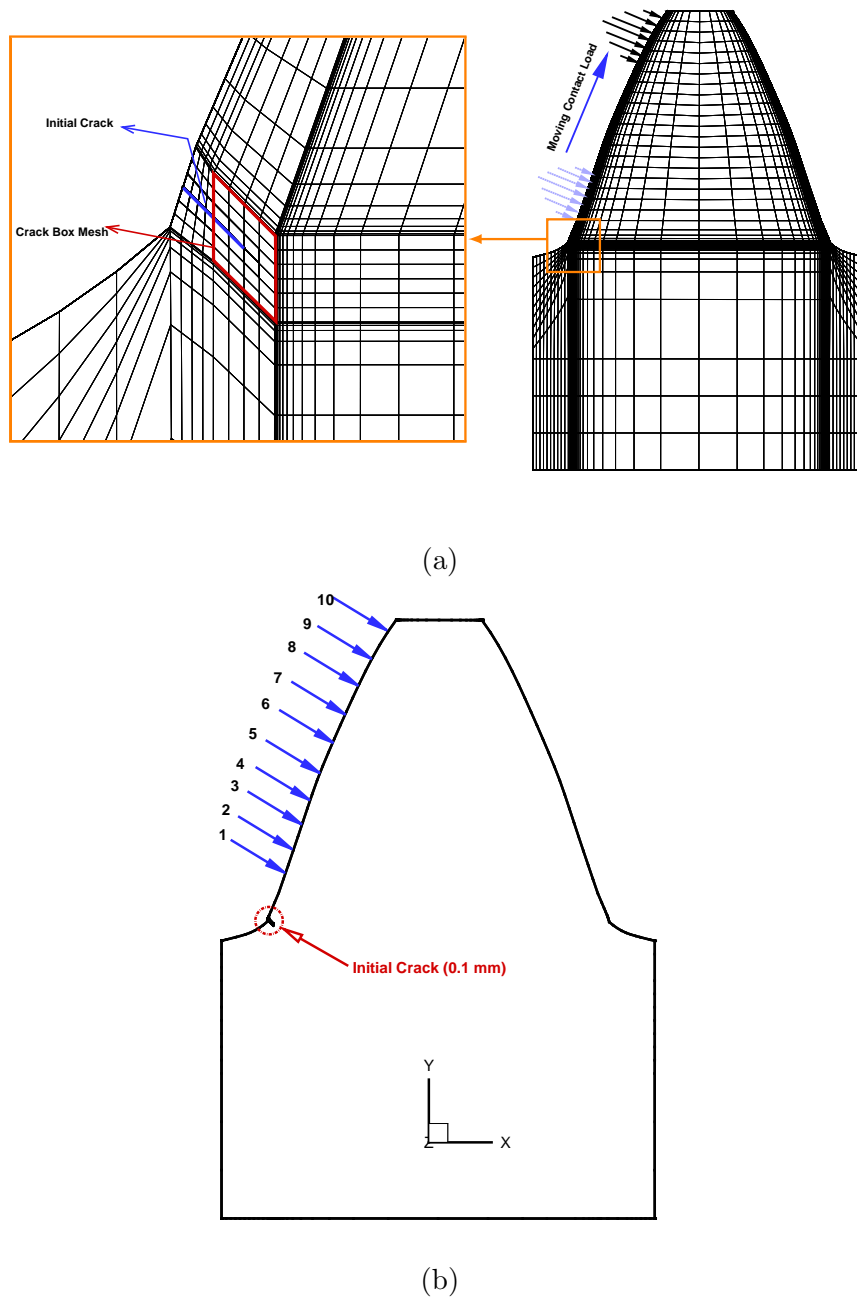 Initial Crack
Crack Box Mesh
Moving Contact Load
(a)
10
9
8
7
6
5
4
3
2
1
Initial Crack (0.1 mm)
Y
Z
X
(b)